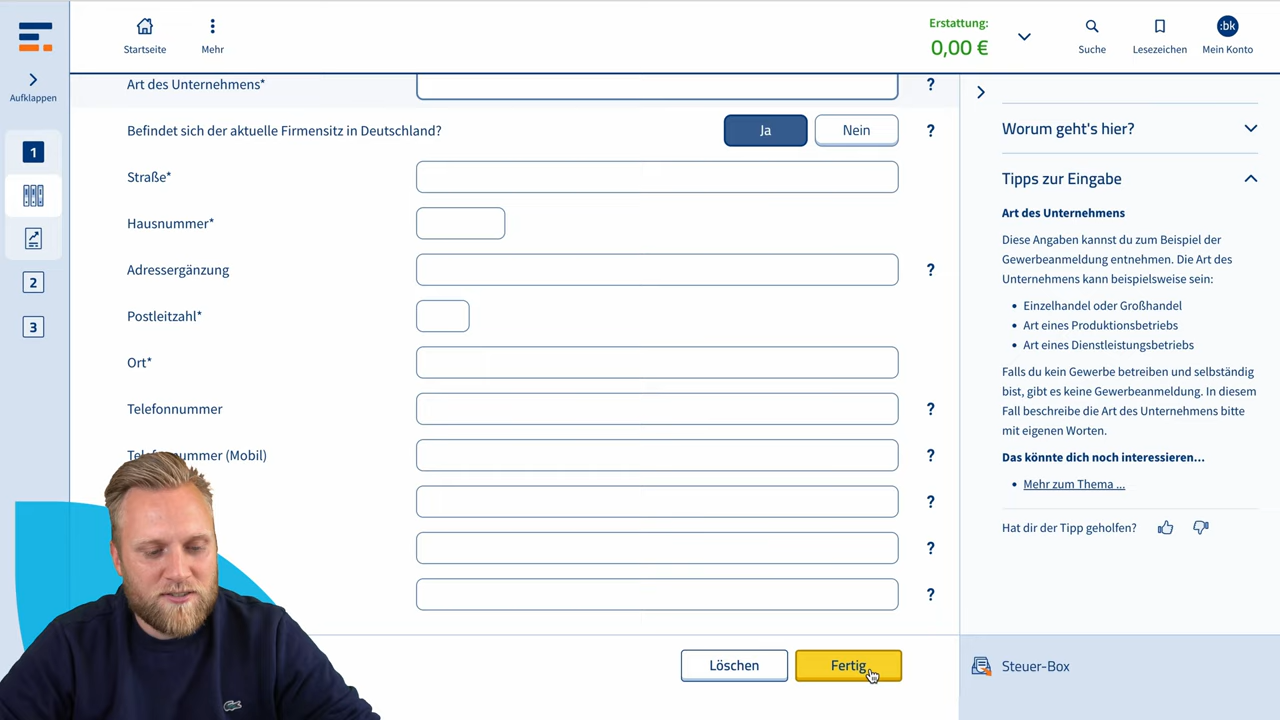 Startseite
Mehr
Erstattung:
0,00 €
Suche
Lesezeichen
:bk
Mein Konto
Aufklappen
1
2
3
Art des Unternehmens*
?
Befindet sich der aktuelle Firmensitz in Deutschland?
Ja
Nein
?
Straße*
Hausnummer*
Adressergänzung
?
Postleitzahl*
Ort*
Telefonnummer
?
Telefonnummer (Mobil)
?
?
?
?
Löschen
Fertig
Worum geht's hier?
Tipps zur Eingabe
Art des Unternehmens
Diese Angaben kannst du zum Beispiel der
Gewerbeanmeldung entnehmen. Die Art des
Unternehmens kann beispielsweise sein:
• Einzelhandel oder Großhandel
• Art eines Produktionsbetriebs
• Art eines Dienstleistungsbetriebs
Falls du kein Gewerbe betreiben und selbständig
bist, gibt es keine Gewerbeanmeldung. In diesem
Fall beschreibe die Art des Unternehmens bitte
mit eigenen Worten.
Das könnte dich noch interessieren...
• Mehr zum Thema ...
Hat dir der Tipp geholfen?
Steuer-Box